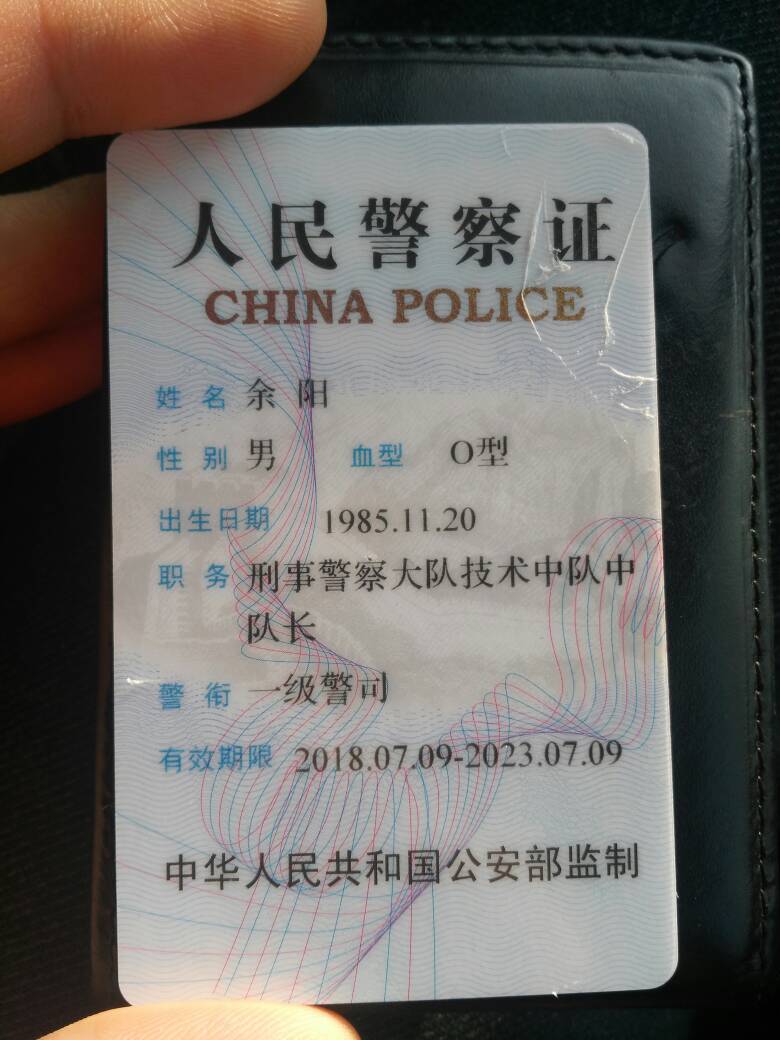 人民警察证
CHINA POLICE
姓名 余阳
性别 男 血型 O型
出生日期 1985.11.20
职务 刑事警察大队技术中队中
队长
警衔 一级警司
有效期限 2018.07.09-2023.07.09
中华人民共和国公安部监制